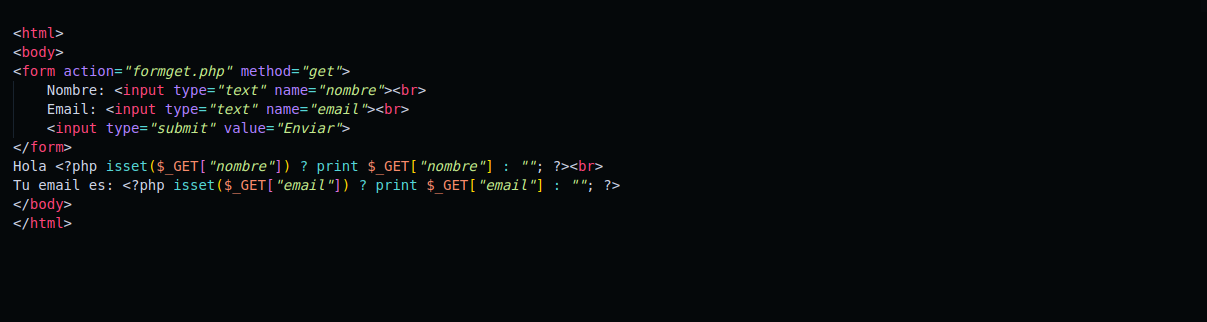 <html>
<body>
<form action="formget.php" method="get">
    Nombre: <input type="text" name="nombre"><br>
    Email: <input type="text" name="email"><br>
    <input type="submit" value="Enviar">
</form>
Hola <?php isset($_GET["nombre"]) ? print $_GET["nombre"] : ""; ?><br>
Tu email es: <?php isset($_GET["email"]) ? print $_GET["email"] : ""; ?>
</body>
</html>